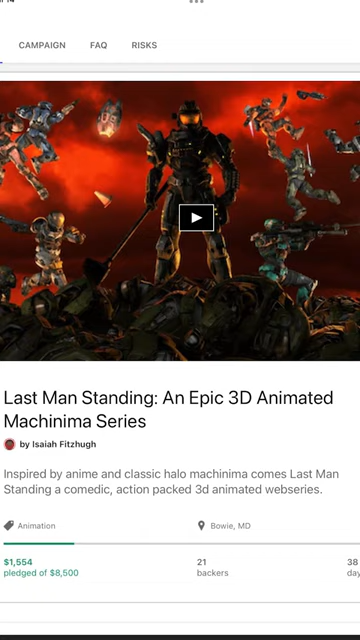 CAMPAIGN FAQ RISKS
Last Man Standing: An Epic 3D Animated
Machinima Series
by Isaiah Fitzhugh
Inspired by anime and classic halo machinima comes Last Man
Standing a comedic, action packed 3d animated webseries.
Animation Bowie, MD
$1,554 21 38
pledged of $8,500 backers day